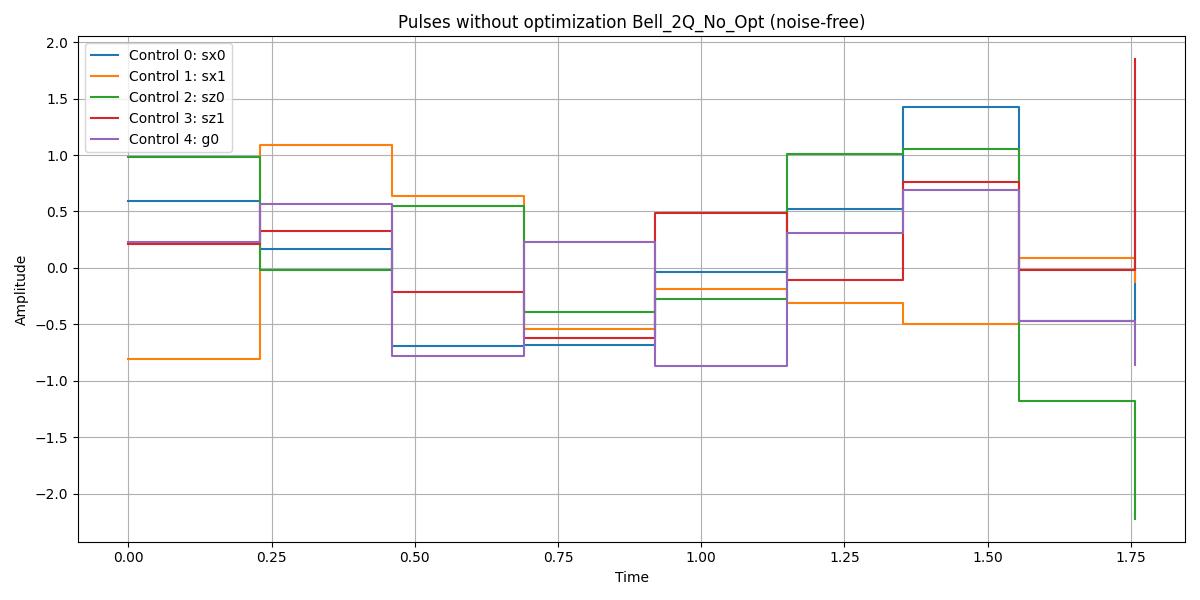 Pulses without optimization Bell_2Q_No_Opt (noise-free)
Control 0: sx0
Control 1: sx1
Control 2: sz0
Control 3: sz1
Control 4: g0
Amplitude
2.0
1.5
1.0
0.5
0.0
−0.5
−1.0
−1.5
−2.0
0.00 0.25 0.50 0.75 1.00 1.25 1.50 1.75
Time